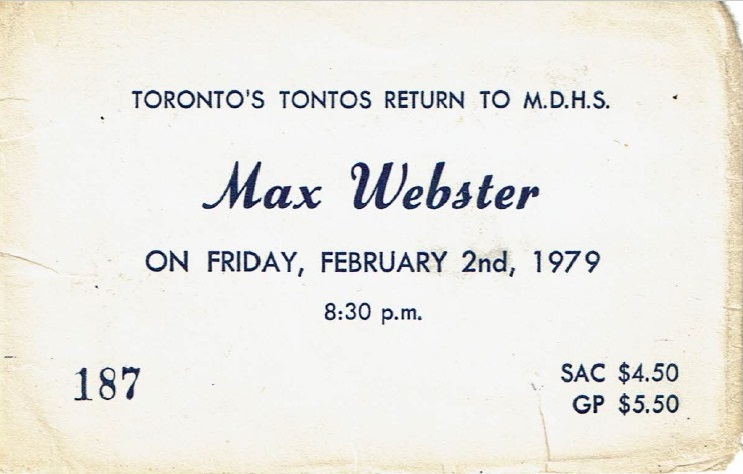 TORONTO'S TONTOS RETURN TO M.D.H.S.
Max Webster
ON FRIDAY, FEBRUARY 2nd, 1979
8:30 p.m.
187
SAC $4.50
GP $5.50